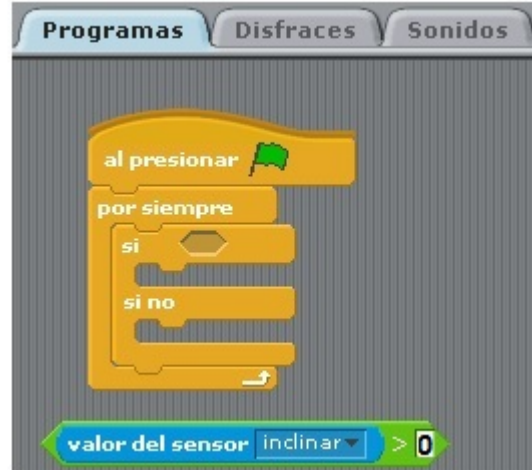 Programas Disfraces Sonidos
al presionar
por siempre
si
si no
valor del sensor inclinar > 0